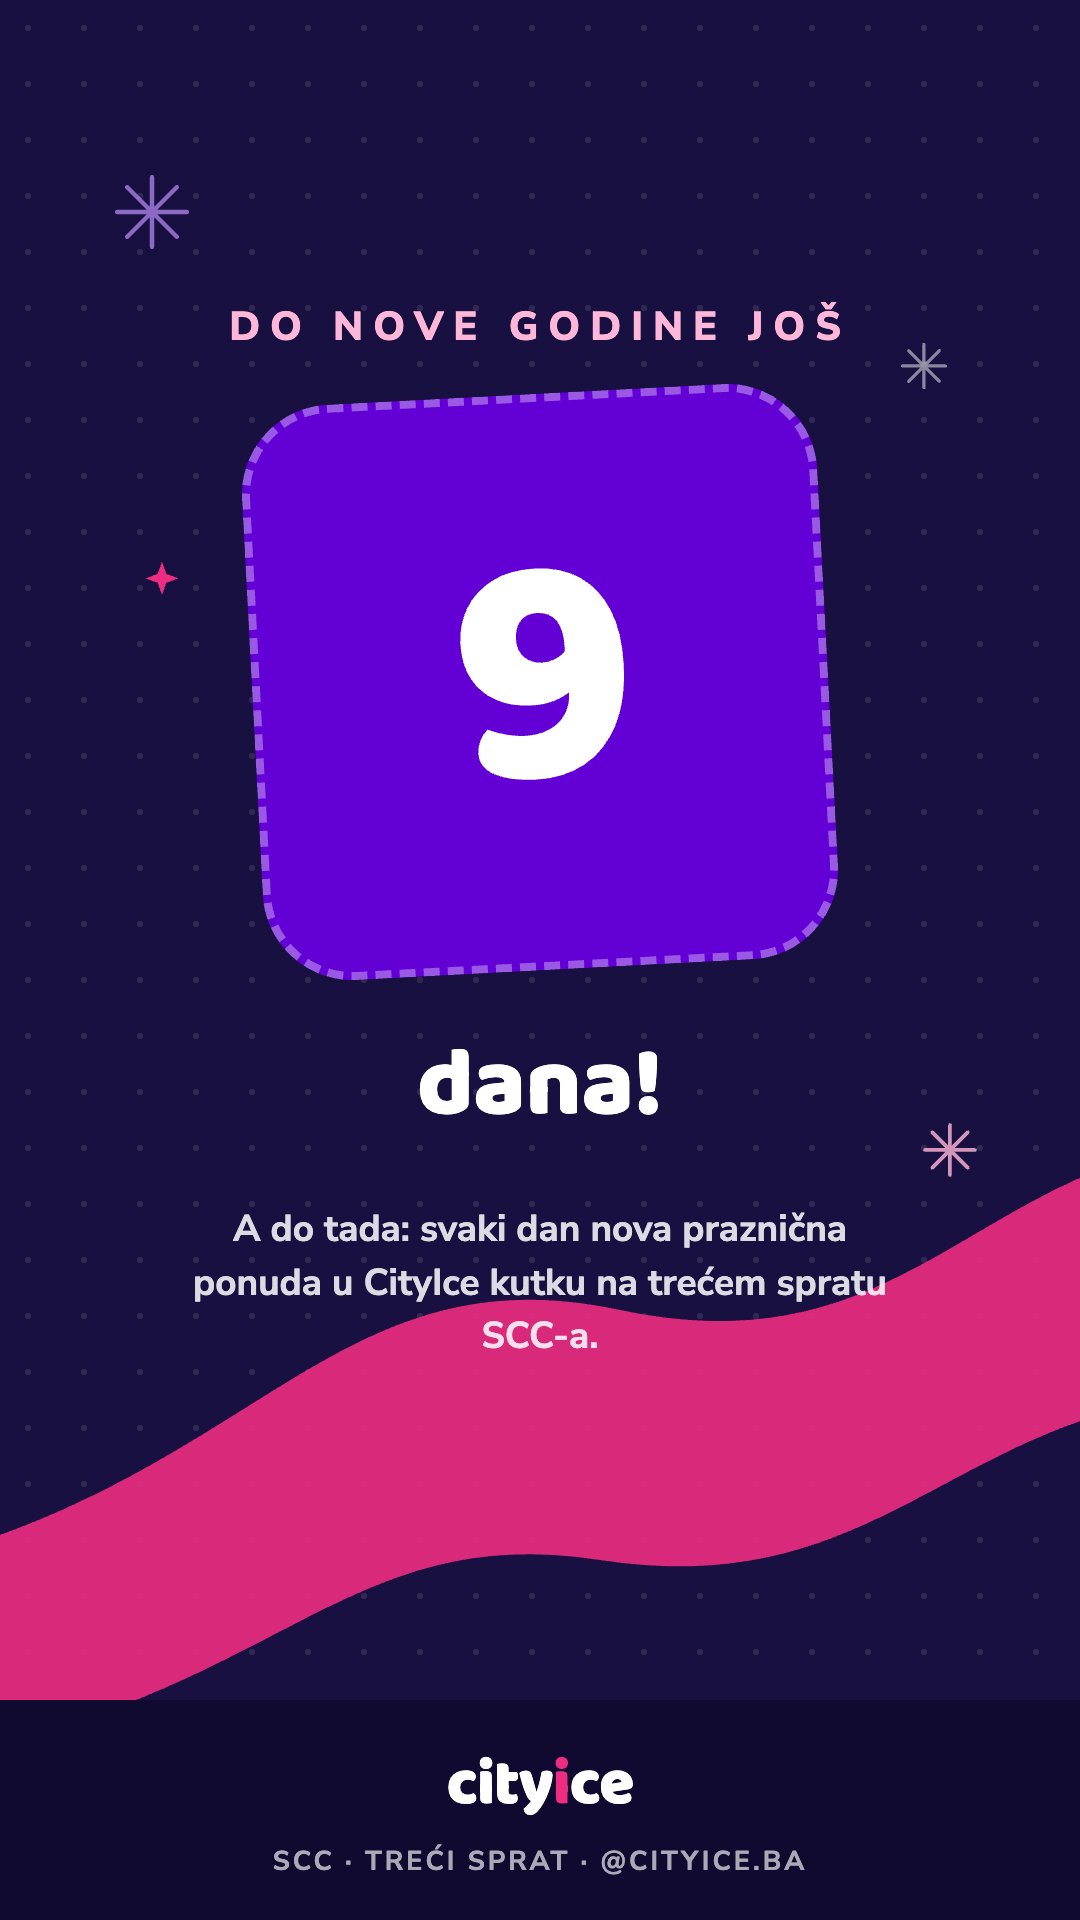 DO NOVE GODINE JOŠ
9
dana!
A do tada: svaki dan nova praznična
ponuda u CityIce kutku na trećem spratu
SCC-a.
cityice
SCC · TREĆI SPRAT · @CITYICE.BA